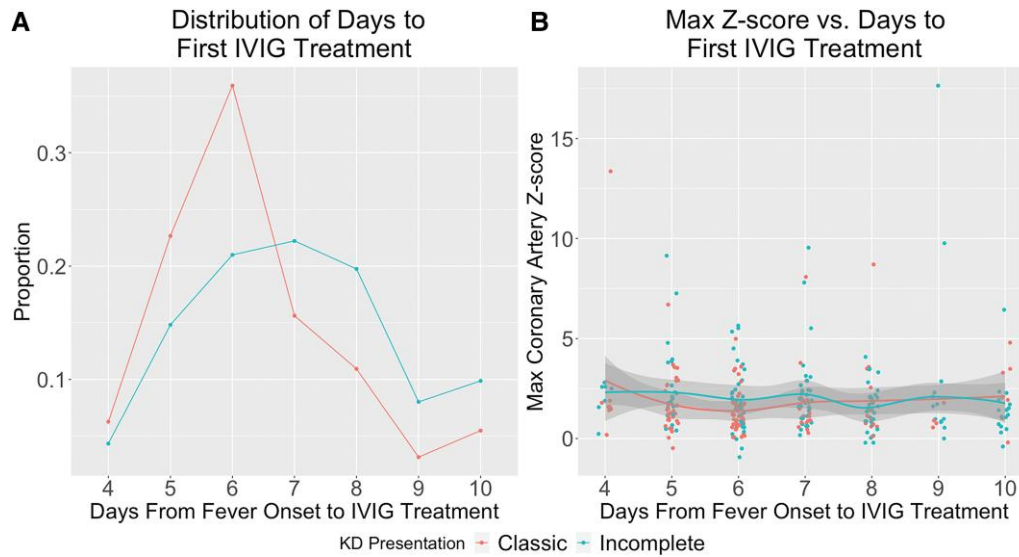 A
Distribution of Days to
First IVIG Treatment
Proportion
0.3
0.2
0.1
4 5 6 7 8 9 10
Days From Fever Onset to IVIG Treatment
B
Max Z-score vs. Days to
First IVIG Treatment
Max Coronary Artery Z-score
15
10
5
0
4 5 6 7 8 9 10
Days From Fever Onset to IVIG Treatment
KD Presentation Classic Incomplete